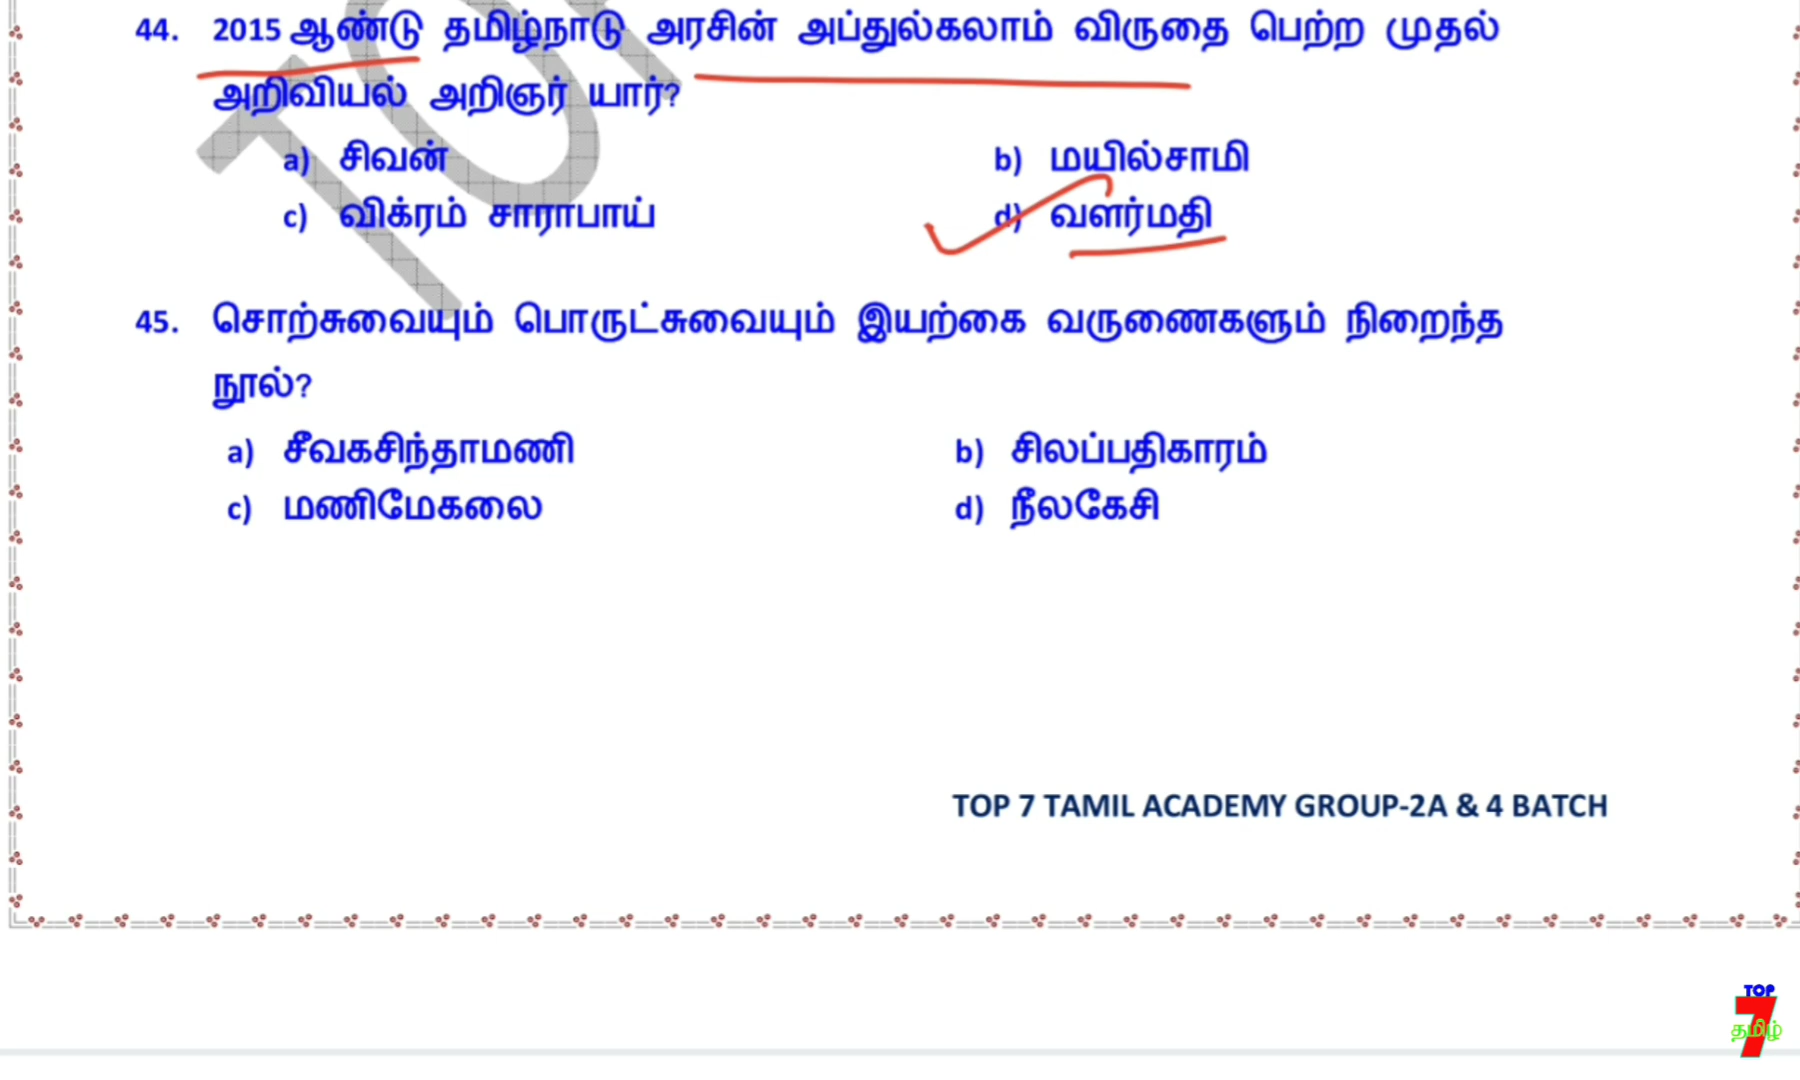 44. 2015 ஆண்டு தமிழ்நாடு அரசின் அப்துல்கலாம் விருதை பெற்ற முதல்
அறிவியல் அறிஞர் யார்?
a) சிவன் b) மயில்சாமி
c) விக்ரம் சாராபாய் d) வளர்மதி
45. சொற்சுவையும் பொருட்சுவையும் இயற்கை வருணைகளும் நிறைந்த
நூல்?
a) சீவகசிந்தாமணி b) சிலப்பதிகாரம்
c) மணிமேகலை d) நீலகேசி
TOP 7 TAMIL ACADEMY GROUP-2A & 4 BATCH
TOP
7
தமிழ்